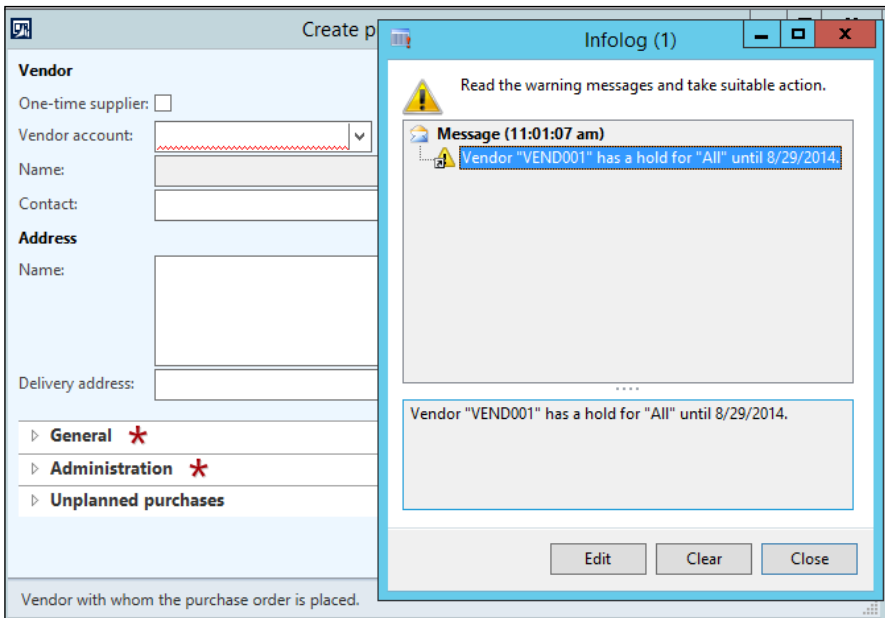 Create p
Vendor
One-time supplier:
Vendor account:
Name:
Contact:
Address
Name:
Delivery address:
General *
Administration *
Unplanned purchases
Vendor with whom the purchase order is placed.
Infolog (1)
Read the warning messages and take suitable action.
Message (11:01:07 am)
Vendor "VEND001" has a hold for "All" until 8/29/2014.
Vendor "VEND001" has a hold for "All" until 8/29/2014.
Edit Clear Close